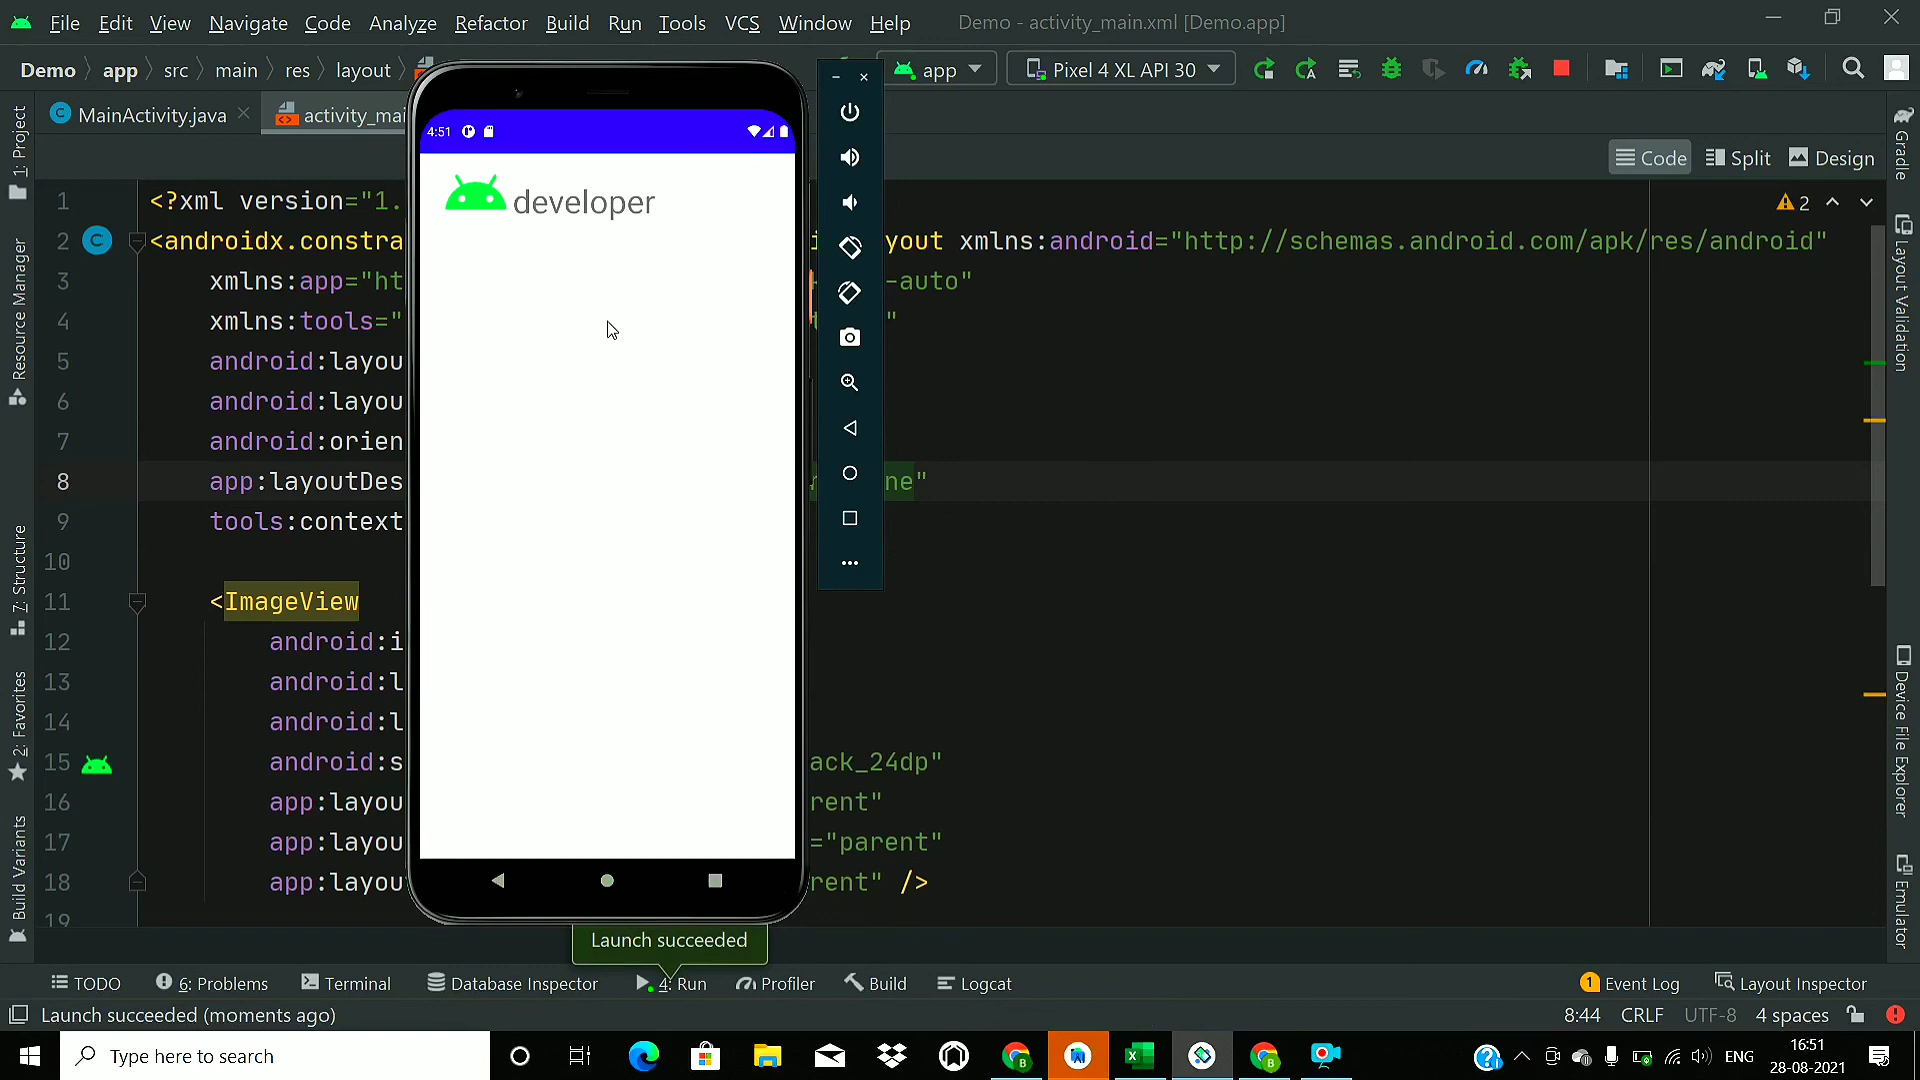 File Edit View Navigate Code Analyze Refactor Build Run Tools VCS Window Help Demo - activity_main.xml [Demo.app]
Demo app src main res layout app Pixel 4 XL API 30
MainActivity.java activity_mai
Code Split Design
4:51
developer
1 <?xml version="1.
2 <androidx.constra yout xmlns:android="http://schemas.android.com/apk/res/android"
2
3 xmlns:app="ht -auto"
4 xmlns:tools=" "
5 android:layou
6 android:layou
7 android:orien
8 app:layoutDes ne"
9 tools:context
10
11 <ImageView
12 android:i
13 android:l
14 android:l
15 android:s ack_24dp"
16 app:layou rent"
17 app:layou ="parent"
18 app:layou rent" />
19
1: Project
Resource Manager
7: Structure
2: Favorites
Build Variants
Gradle
Layout Validation
Device File Explorer
Emulator
Launch succeeded
TODO 6: Problems Terminal Database Inspector 4: Run Profiler Build Logcat 1 Event Log Layout Inspector
Launch succeeded (moments ago) 8:44 CRLF UTF-8 4 spaces
Type here to search ENG 16:51
28-08-2021